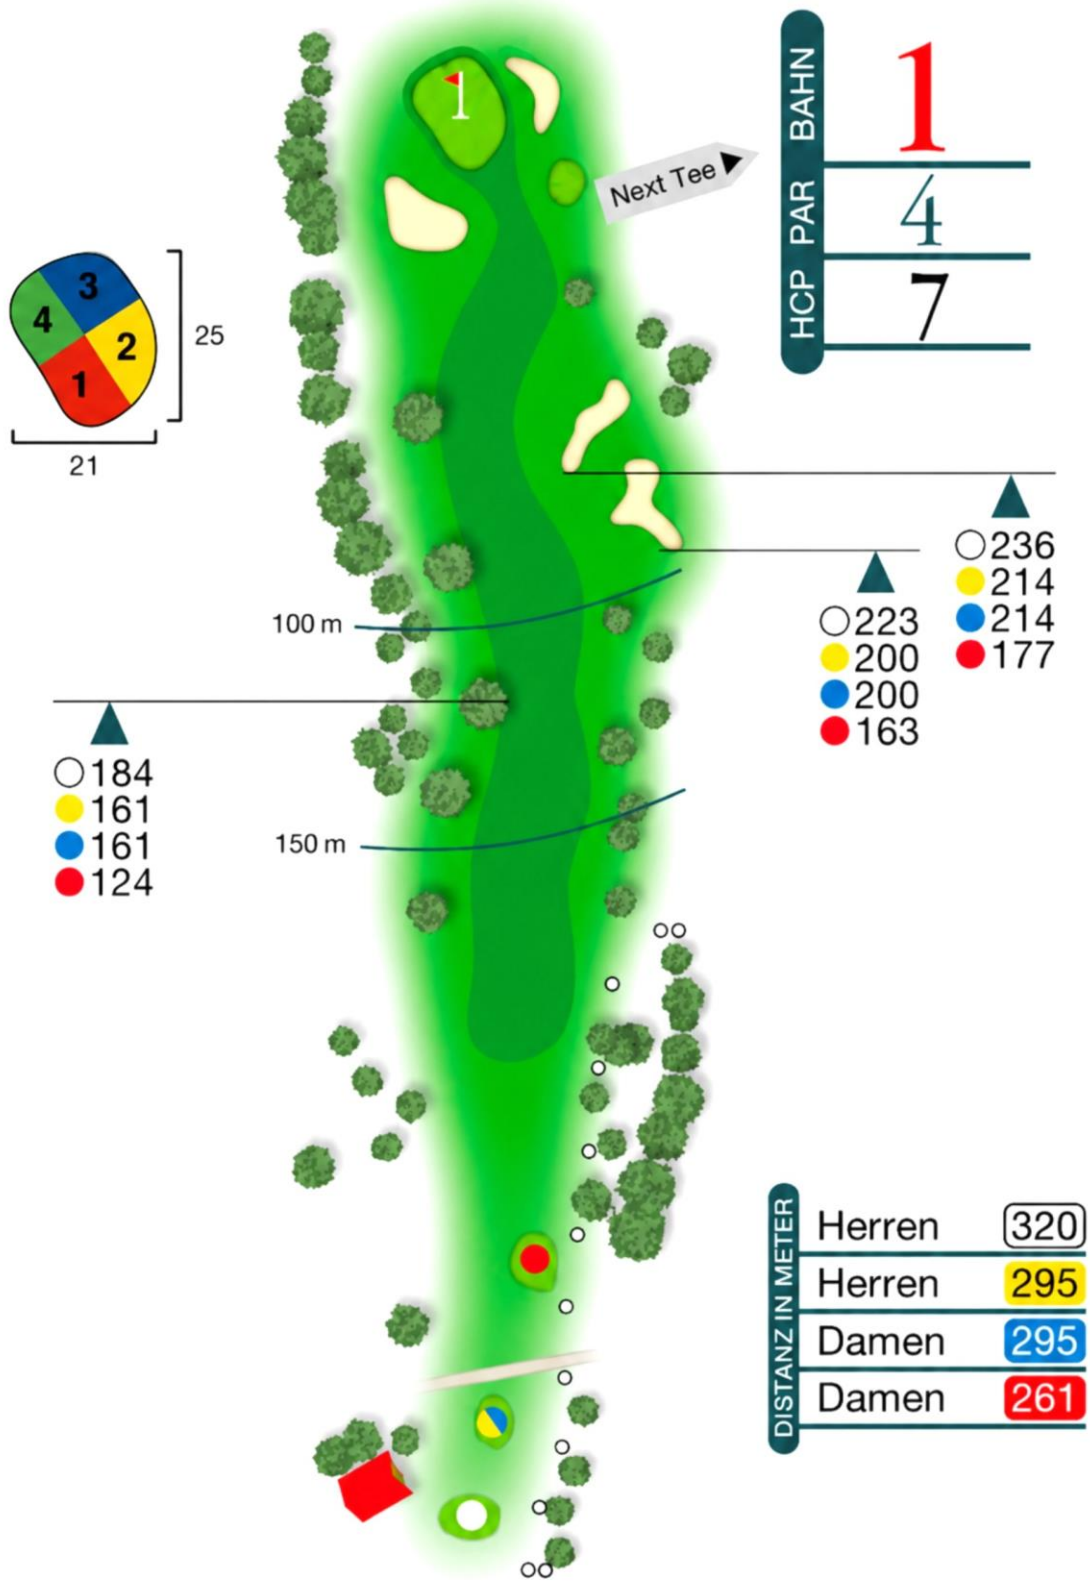 BAHN 1
PAR 4
HCP 7
1
Next Tee
3
4
2
1
25
21
236
214
214
177
100 m
223
200
200
163
184
161
161
124
150 m
DISTANZ IN METER
Herren 320
Herren 295
Damen 295
Damen 261